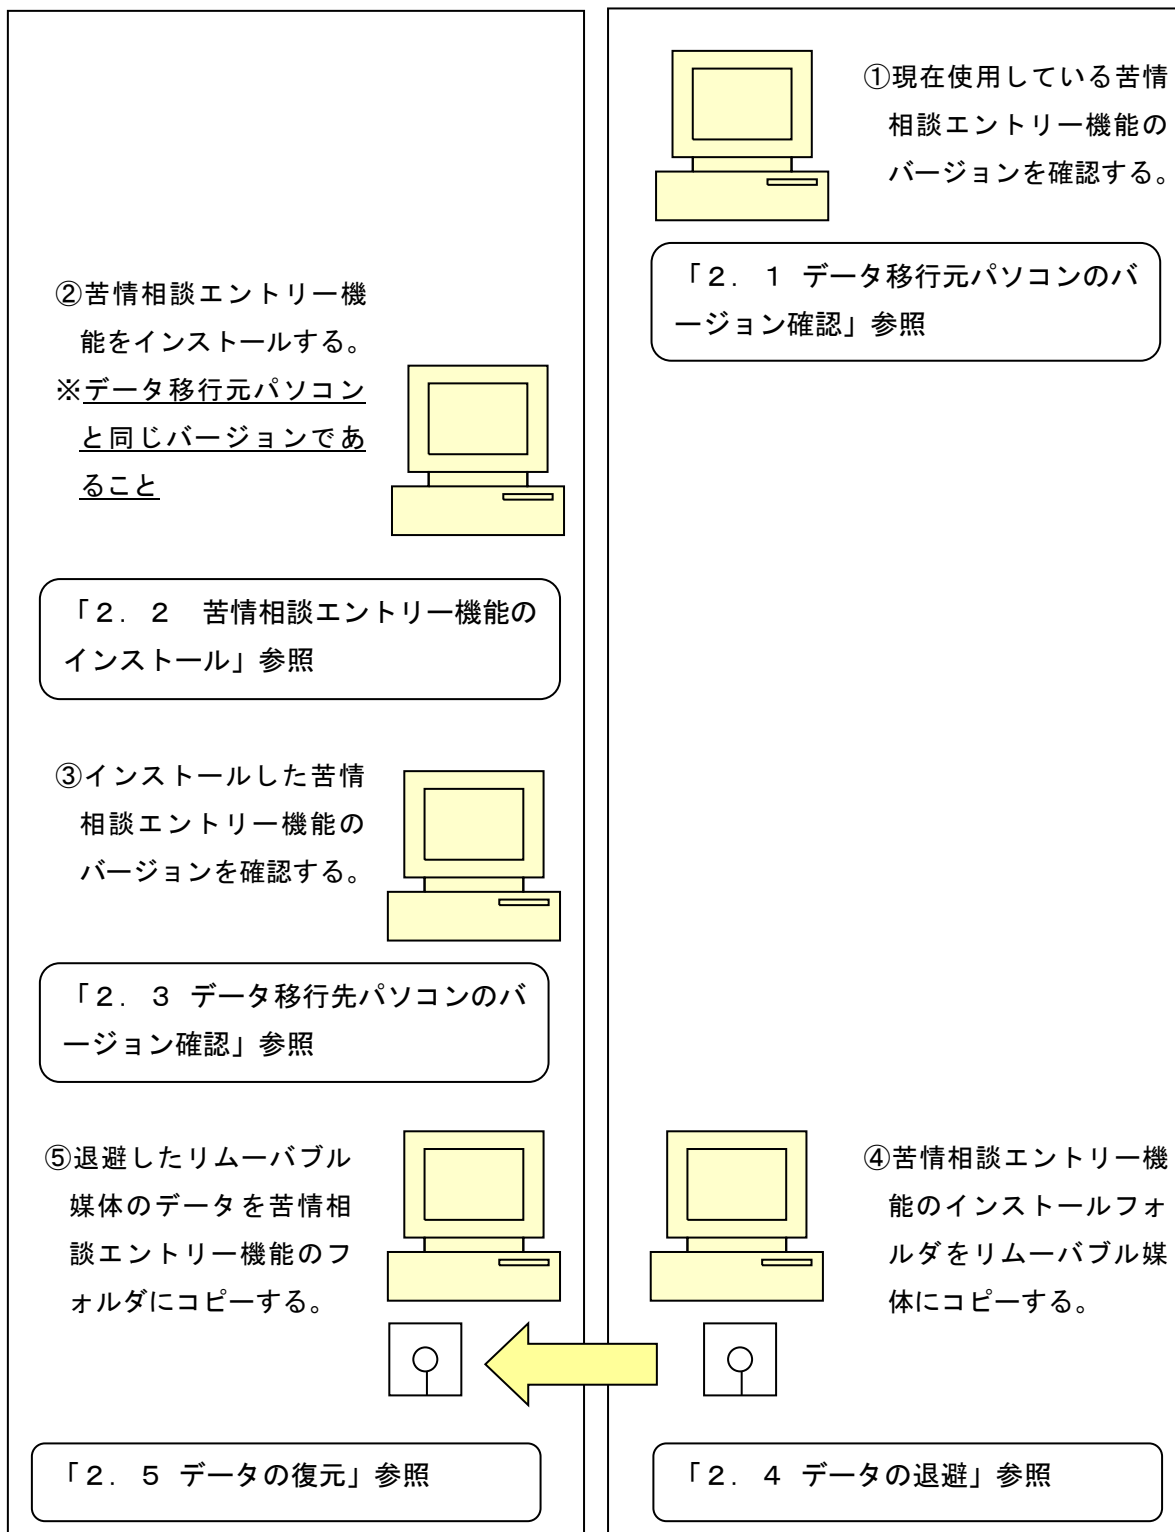 ①現在使用している苦情
相談エントリー機能の
バージョンを確認する。
「２．１ データ移行元パソコンのバ
ージョン確認」参照
②苦情相談エントリー機
能をインストールする。
※データ移行元パソコン
と同じバージョンであ
ること
「２．２　苦情相談エントリー機能の
インストール」参照
③インストールした苦情
相談エントリー機能の
バージョンを確認する。
「２．３ データ移行先パソコンのバ
ージョン確認」参照
④苦情相談エントリー機
能のインストールフォ
ルダをリムーバブル媒
体にコピーする。
「２．４ データの退避」参照
⑤退避したリムーバブル
媒体のデータを苦情相
談エントリー機能のフ
ォルダにコピーする。
「２．５ データの復元」参照